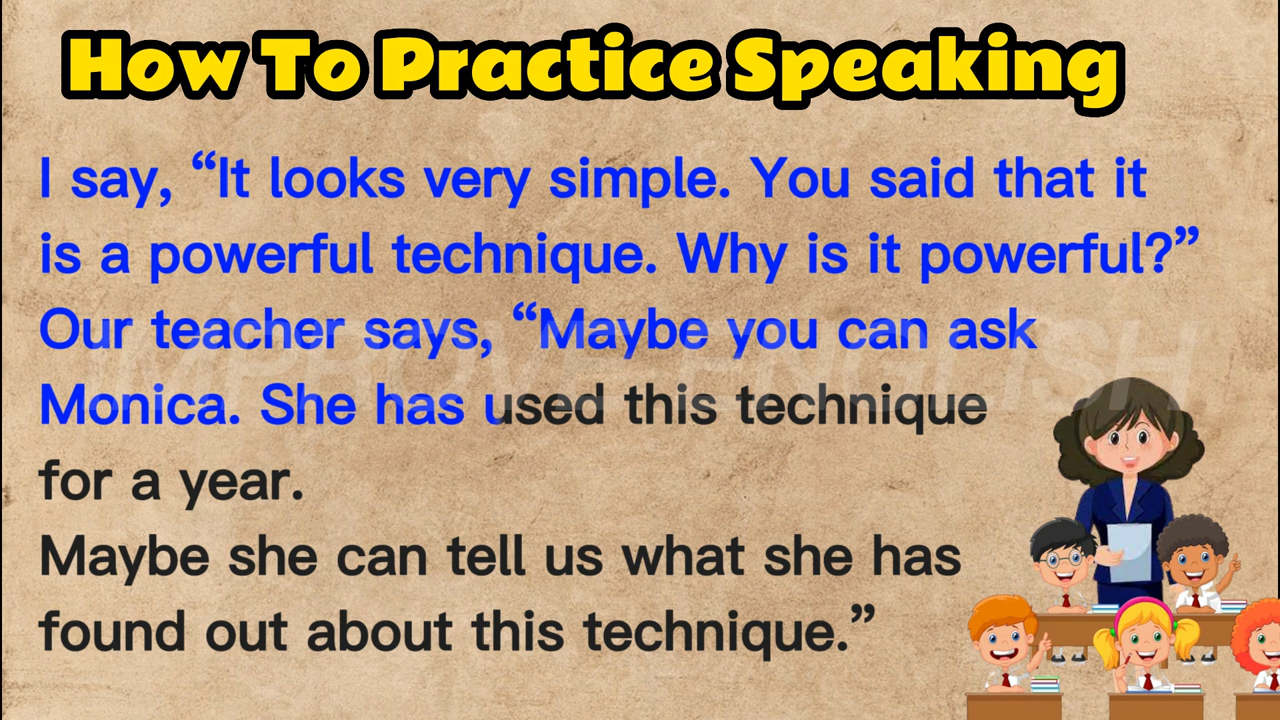 How To Practice Speaking
I say, “It looks very simple. You said that it
is a powerful technique. Why is it powerful?”
Our teacher says, “Maybe you can ask
Monica. She has used this technique
for a year.
Maybe she can tell us what she has
found out about this technique.”